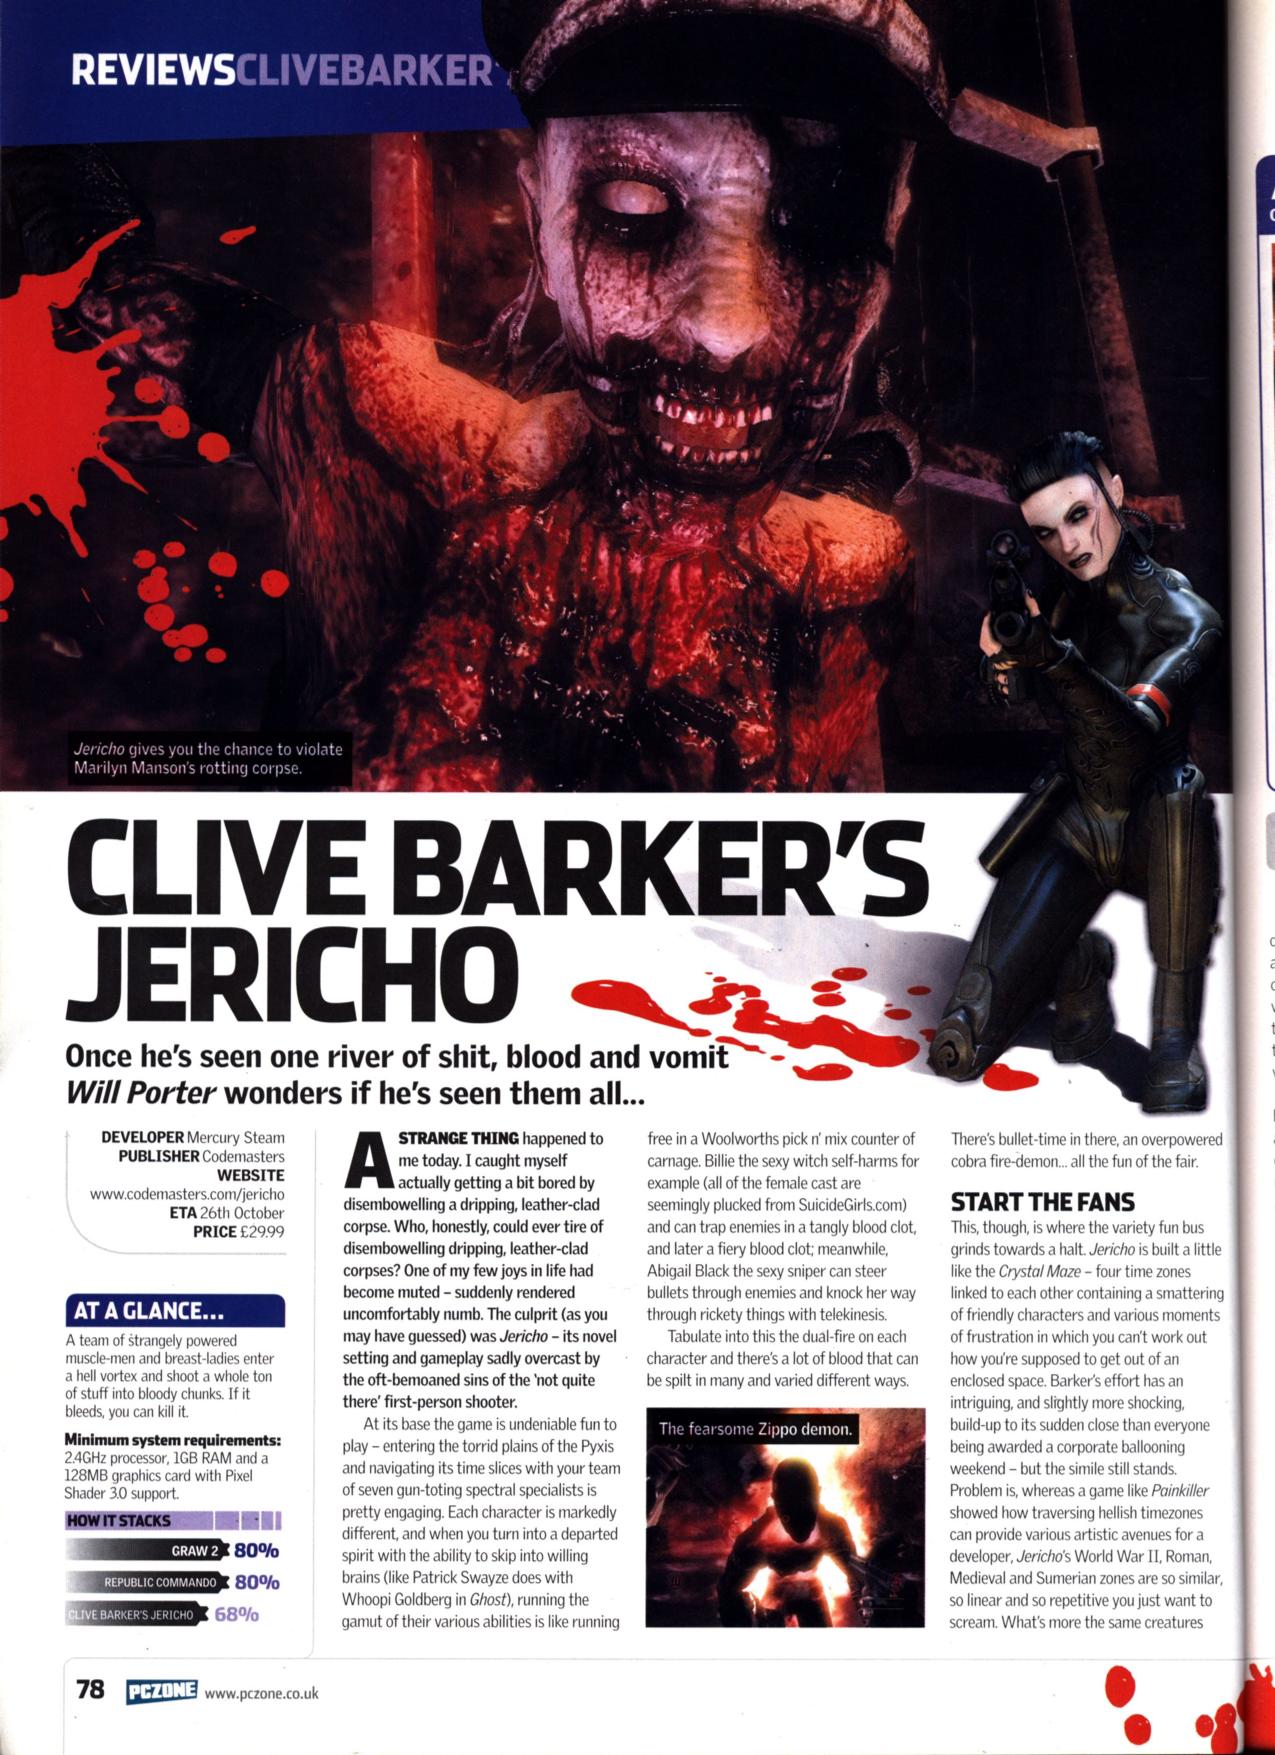 REVIEWSCLIVEBARKER'
Jericho gives you the chance to violate
Marilyn Manson's rotting corpse.
CLIVE BARKER'S
JERICHO
Once he's seen one river of shit, blood and vomit
Will Porter wonders if he's seen them all...
DEVELOPER Mercury Steam
PUBLISHER Codemasters
WEBSITE
www.codemasters.com/jericho
ETA 26th October
PRICE £29.99
AT A GLANCE...
A team of strangely powered
muscle-men and breast-ladies enter
a hell vortex and shoot a whole ton
of stuff into bloody chunks. If it
bleeds, you can kill it.
Minimum system requirements:
2.4GHz processor, 1GB RAM and a
128MB graphics card with Pixel
Shader 3.0 support.
HOW IT STACKS
GRAW 2 80%
REPUBLIC COMMANDO 80%
CLIVE BARKER'S JERICHO 68%
A STRANGE THING happened to
me today. I caught myself
actually getting a bit bored by
disembowelling a dripping, leather-clad
corpse. Who, honestly, could ever tire of
disembowelling dripping, leather-clad
corpses? One of my few joys in life had
become muted – suddenly rendered
uncomfortably numb. The culprit (as you
may have guessed) was Jericho – its novel
setting and gameplay sadly overcast by
the oft-bemoaned sins of the 'not quite
there' first-person shooter.
At its base the game is undeniable fun to
play – entering the torrid plains of the Pyxis
and navigating its time slices with your team
of seven gun-toting spectral specialists is
pretty engaging. Each character is markedly
different, and when you turn into a departed
spirit with the ability to skip into willing
brains (like Patrick Swayze does with
Whoopi Goldberg in Ghost), running the
gamut of their various abilities is like running
free in a Woolworths pick n' mix counter of
carnage. Billie the sexy witch self-harms for
example (all of the female cast are
seemingly plucked from SuicideGirls.com)
and can trap enemies in a tangly blood clot,
and later a fiery blood clot; meanwhile,
Abigail Black the sexy sniper can steer
bullets through enemies and knock her way
through rickety things with telekinesis.
Tabulate into this the dual-fire on each
character and there's a lot of blood that can
be spilt in many and varied different ways.
The fearsome Zippo demon.
There's bullet-time in there, an overpowered
cobra fire-demon... all the fun of the fair.
START THE FANS
This, though, is where the variety fun bus
grinds towards a halt. Jericho is built a little
like the Crystal Maze – four time zones
linked to each other containing a smattering
of friendly characters and various moments
of frustration in which you can't work out
how you're supposed to get out of an
enclosed space. Barker's effort has an
intriguing, and slightly more shocking,
build-up to its sudden close than everyone
being awarded a corporate ballooning
weekend – but the simile still stands.
Problem is, whereas a game like Painkiller
showed how traversing hellish timezones
can provide various artistic avenues for a
developer, Jericho's World War II, Roman,
Medieval and Sumerian zones are so similar,
so linear and so repetitive you just want to
scream. What's more the same creatures
78 PCZONE www.pczone.co.uk